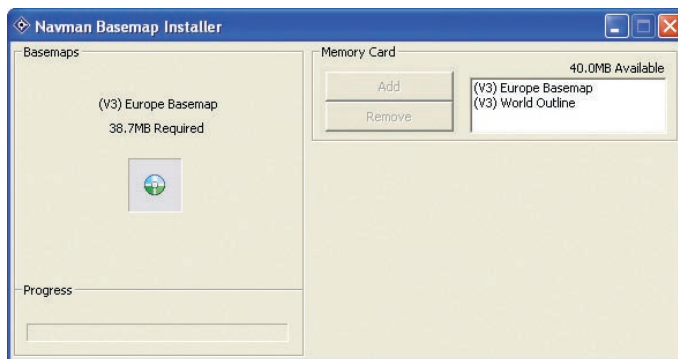 Navman Basemap Installer
Basemaps
(V3) Europe Basemap
38.7MB Required
Progress
Memory Card
40.0MB Available
Add
Remove
(V3) Europe Basemap
(V3) World Outline